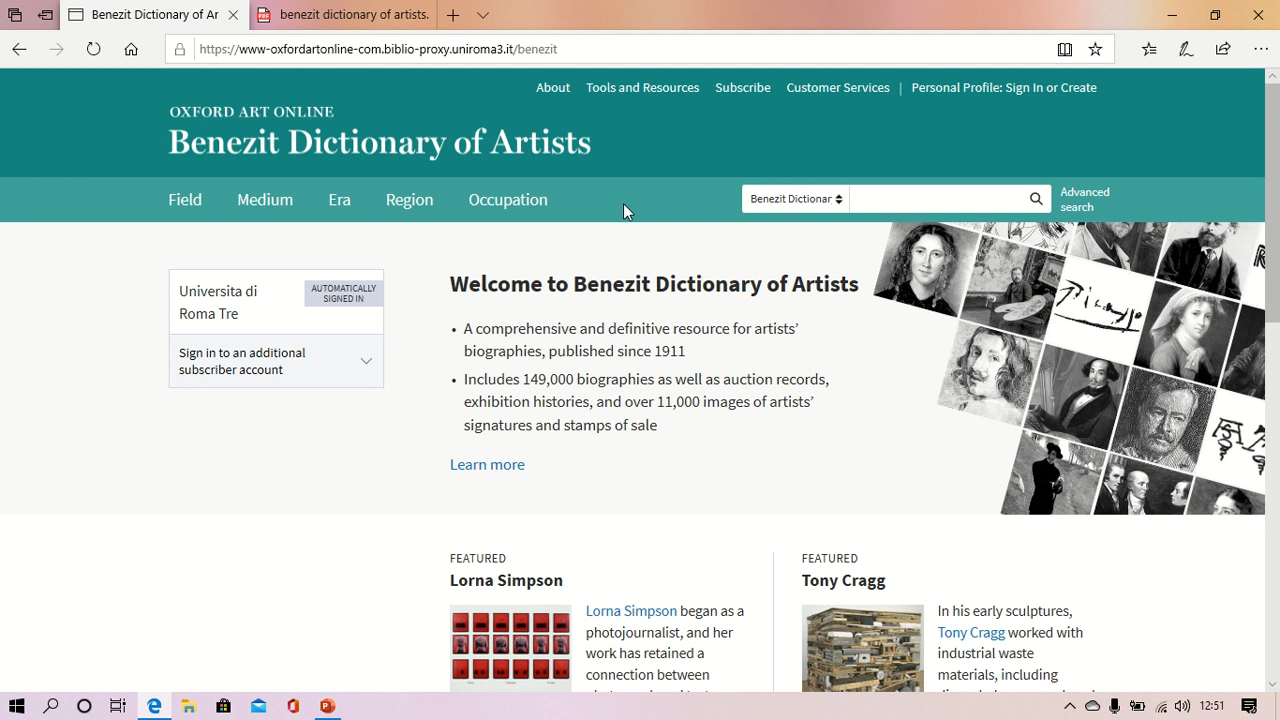 Benezit Dictionary of Ar
benezit dictionary of artists.
https://www-oxfordartonline-com.biblio-proxy.uniroma3.it/benezit
About Tools and Resources Subscribe Customer Services | Personal Profile: Sign In or Create
OXFORD ART ONLINE
Benezit Dictionary of Artists
Field Medium Era Region Occupation
Benezit Dictionar
Advanced
search
Universita di
Roma Tre
AUTOMATICALLY
SIGNED IN
Sign in to an additional
subscriber account
Welcome to Benezit Dictionary of Artists
• A comprehensive and definitive resource for artists’
biographies, published since 1911
• Includes 149,000 biographies as well as auction records,
exhibition histories, and over 11,000 images of artists’
signatures and stamps of sale
Learn more
Picasso
FEATURED
Lorna Simpson
Lorna Simpson began as a
photojournalist, and her
work has retained a
connection between
FEATURED
Tony Cragg
In his early sculptures,
Tony Cragg worked with
industrial waste
materials, including
12:51